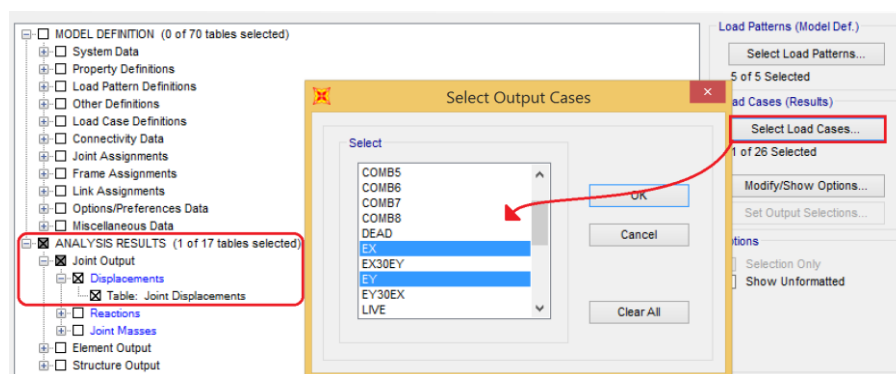 MODEL DEFINITION (0 of 70 tables selected)
System Data
Property Definitions
Load Pattern Definitions
Other Definitions
Load Case Definitions
Connectivity Data
Joint Assignments
Frame Assignments
Link Assignments
Options/Preferences Data
Miscellaneous Data
ANALYSIS RESULTS (1 of 17 tables selected)
Joint Output
Displacements
Table: Joint Displacements
Reactions
Joint Masses
Element Output
Structure Output
Select Output Cases
Select
COMB5
COMB6
COMB7
COMB8
DEAD
EX
EX30EY
EY
EY30EX
LIVE
OK
Cancel
Clear All
Load Patterns (Model Def.)
Select Load Patterns...
5 of 5 Selected
ad Cases (Results)
Select Load Cases...
1 of 26 Selected
Modify/Show Options...
Set Output Selections...
tions
Selection Only
Show Unformatted